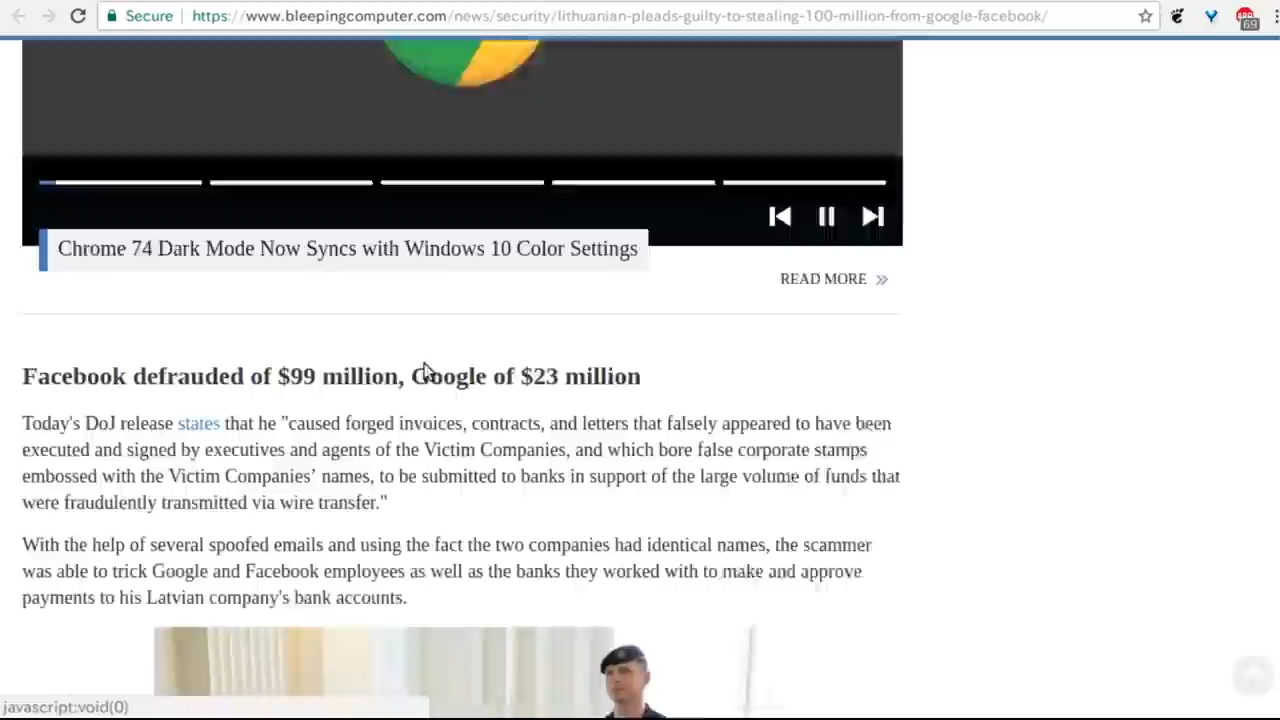 Secure
https://www.bleepingcomputer.com/news/security/lithuanian-pleads-guilty-to-stealing-100-million-from-google-facebook/
69
Chrome 74 Dark Mode Now Syncs with Windows 10 Color Settings
READ MORE »
Facebook defrauded of $99 million, Google of $23 million
Today's DoJ release states that he "caused forged invoices, contracts, and letters that falsely appeared to have been
executed and signed by executives and agents of the Victim Companies, and which bore false corporate stamps
embossed with the Victim Companies’ names, to be submitted to banks in support of the large volume of funds that
were fraudulently transmitted via wire transfer."
With the help of several spoofed emails and using the fact the two companies had identical names, the scammer
was able to trick Google and Facebook employees as well as the banks they worked with to make and approve
payments to his Latvian company's bank accounts.
javascript:void(0)